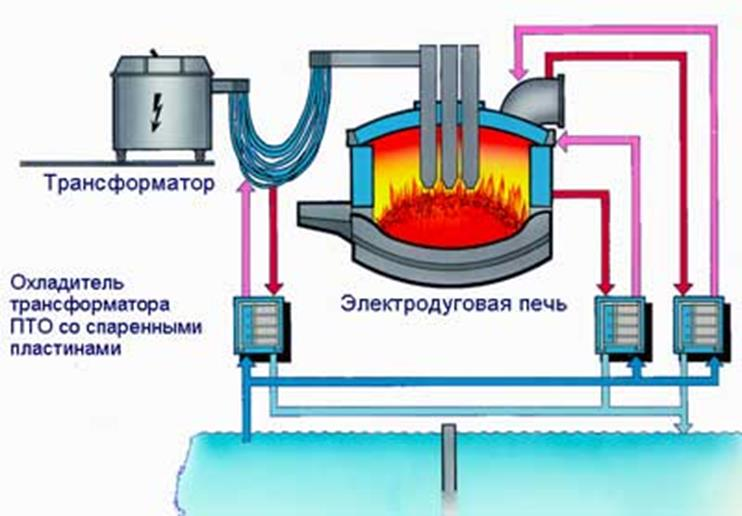 Трансформатор
Электродуговая печь
Охладитель
трансформатора
ПТО со спаренными
пластинами